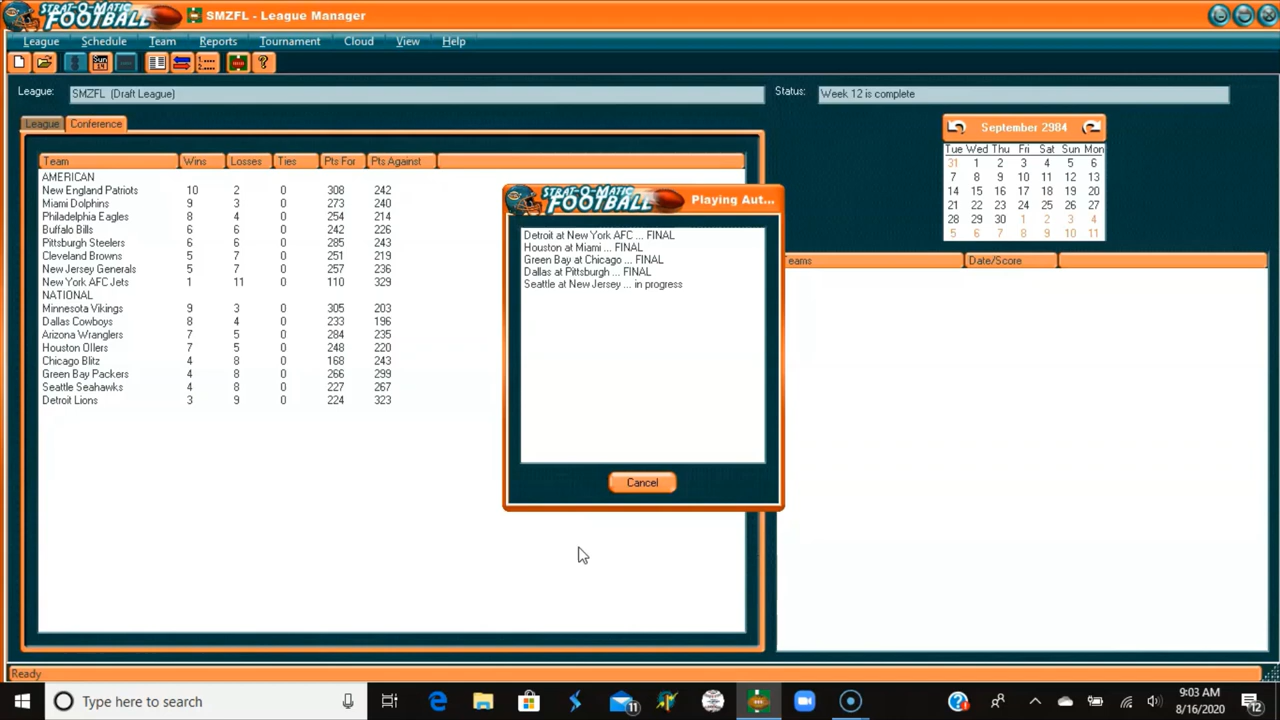 STRAT-O-MATIC FOOTBALL SMZFL - League Manager
League Schedule Team Reports Tournament Cloud View Help
League: SMZFL (Draft League) Status: Week 12 is complete
League Conference
Team Wins Losses Ties Pts For Pts Against
AMERICAN
New England Patriots 10 2 0 308 242
Miami Dolphins 9 3 0 273 240
Philadelphia Eagles 8 4 0 254 214
Buffalo Bills 6 6 0 242 226
Pittsburgh Steelers 6 6 0 285 243
Cleveland Browns 5 7 0 251 219
New Jersey Generals 5 7 0 257 236
New York AFC Jets 1 11 0 110 329
NATIONAL
Minnesota Vikings 9 3 0 305 203
Dallas Cowboys 8 4 0 233 196
Arizona Wranglers 7 5 0 284 235
Houston Oilers 7 5 0 248 220
Chicago Blitz 4 8 0 168 243
Green Bay Packers 4 8 0 266 299
Seattle Seahawks 4 8 0 227 267
Detroit Lions 3 9 0 224 323
STRAT-O-MATIC FOOTBALL Playing Aut...
Detroit at New York AFC ... FINAL
Houston at Miami ... FINAL
Green Bay at Chicago ... FINAL
Dallas at Pittsburgh ... FINAL
Seattle at New Jersey ... in progress
Cancel
September 2984
Tue Wed Thu Fri Sat Sun Mon
31 1 2 3 4 5 6
7 8 9 10 11 12 13
14 15 16 17 18 19 20
21 22 23 24 25 26 27
28 29 30 1 2 3 4
5 6 7 8 9 10 11
eams Date/Score
Ready
Type here to search
11
9:03 AM
8/16/2020
12